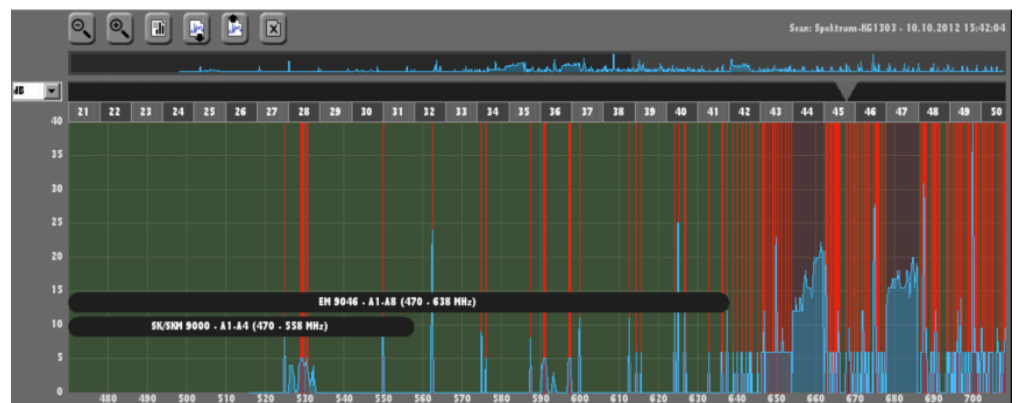 Scan: Spektrum-KG1303 - 10.10.2012 15:42:04
dB
21 22 23 24 25 26 27 28 29 30 31 32 33 34 35 36 37 38 39 40 41 42 43 44 45 46 47 48 49 50
40
35
30
25
20
15
EM 9046 - A1-A8 (470 - 638 MHz)
10
SK/SKM 9000 - A1-A4 (470 - 558 MHz)
5
0
480 490 500 510 520 530 540 550 560 570 580 590 600 610 620 630 640 650 660 670 680 690 700